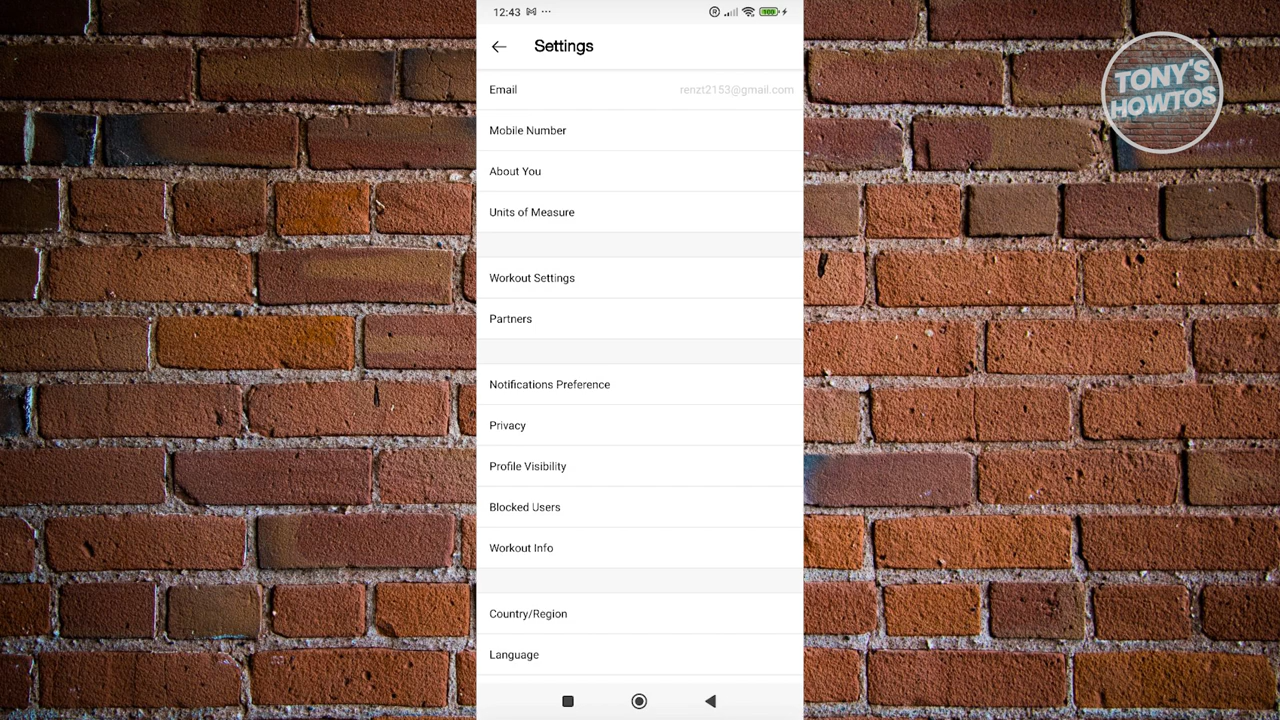 12:43
100
Settings
Email renzt2153@gmail.com
Mobile Number
About You
Units of Measure
Workout Settings
Partners
Notifications Preference
Privacy
Profile Visibility
Blocked Users
Workout Info
Country/Region
Language
TONY'S
HOWTOS